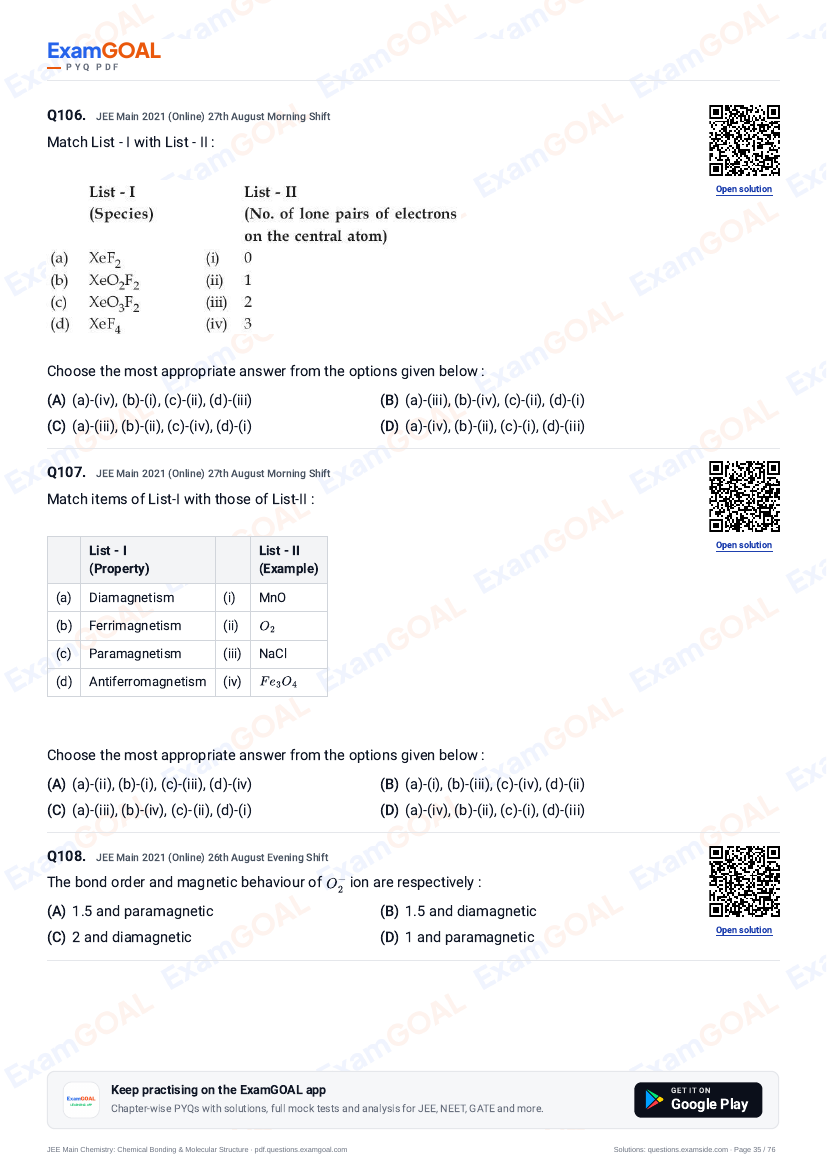 ExamGOAL
PYQ PDF
Q106. JEE Main 2021 (Online) 27th August Morning Shift
Match List - I with List - II :
Open solution
List - I List - II
(Species) (No. of lone pairs of electrons
on the central atom)
(a) XeF₂ (i) 0
(b) XeO₂F₂ (ii) 1
(c) XeO₃F₂ (iii) 2
(d) XeF₄ (iv) 3
Choose the most appropriate answer from the options given below :
(A) (a)-(iv), (b)-(i), (c)-(ii), (d)-(iii) (B) (a)-(iii), (b)-(iv), (c)-(ii), (d)-(i)
(C) (a)-(iii), (b)-(ii), (c)-(iv), (d)-(i) (D) (a)-(iv), (b)-(ii), (c)-(i), (d)-(iii)
Q107. JEE Main 2021 (Online) 27th August Morning Shift
Match items of List-I with those of List-II :
Open solution
List - I List - II
(Property) (Example)
(a) Diamagnetism (i) MnO
(b) Ferrimagnetism (ii) O₂
(c) Paramagnetism (iii) NaCl
(d) Antiferromagnetism (iv) Fe₃O₄
Choose the most appropriate answer from the options given below :
(A) (a)-(ii), (b)-(i), (c)-(iii), (d)-(iv) (B) (a)-(i), (b)-(iii), (c)-(iv), (d)-(ii)
(C) (a)-(iii), (b)-(iv), (c)-(ii), (d)-(i) (D) (a)-(iv), (b)-(ii), (c)-(i), (d)-(iii)
Q108. JEE Main 2021 (Online) 26th August Evening Shift
The bond order and magnetic behaviour of O₂⁻ ion are respectively :
(A) 1.5 and paramagnetic (B) 1.5 and diamagnetic
(C) 2 and diamagnetic (D) 1 and paramagnetic
Open solution
Keep practising on the ExamGOAL app
Chapter-wise PYQs with solutions, full mock tests and analysis for JEE, NEET, GATE and more.
GET IT ON
Google Play
JEE Main Chemistry: Chemical Bonding & Molecular Structure · pdf.questions.examgoal.com Solutions: questions.examside.com · Page 35 / 76